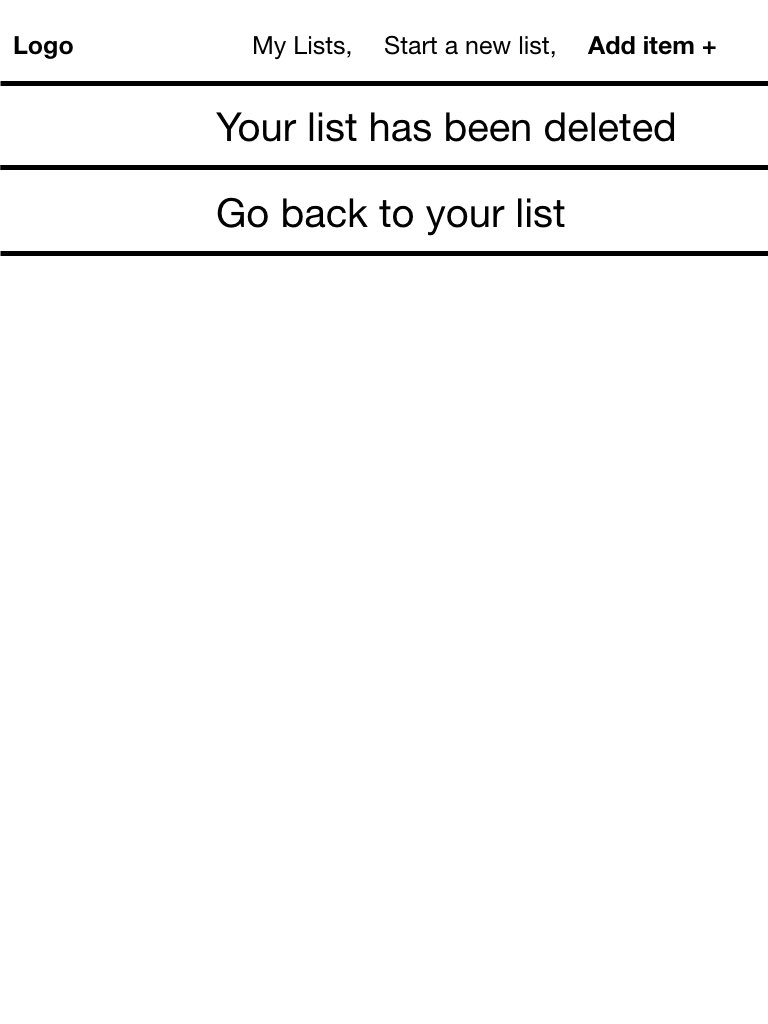 Logo My Lists, Start a new list, Add item +
Your list has been deleted
Go back to your list